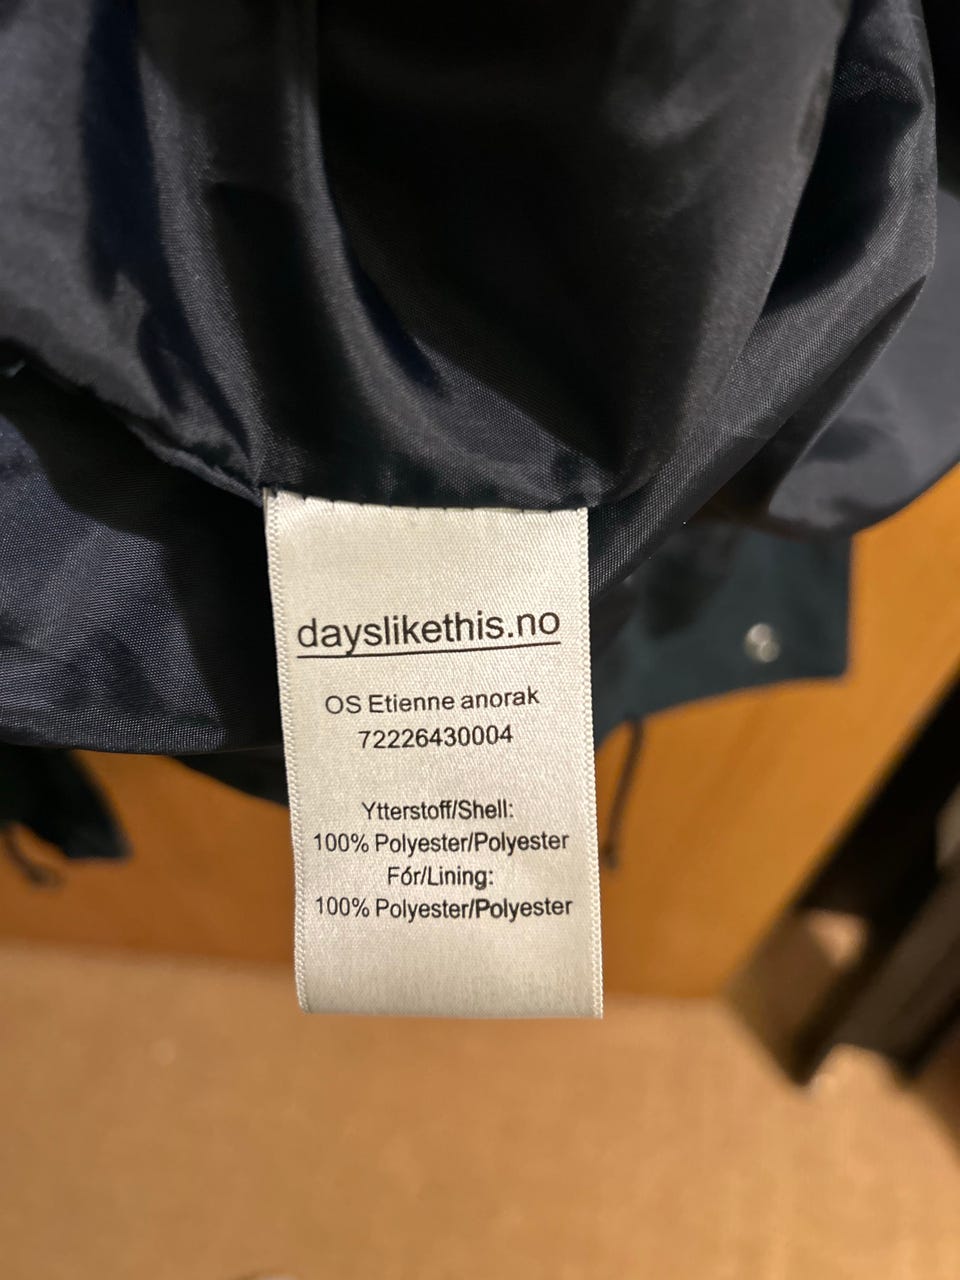 dayslikethis.no
OS Etienne anorak
72226430004
Ytterstoff/Shell:
100% Polyester/Polyester
Fór/Lining:
100% Polyester/Polyester